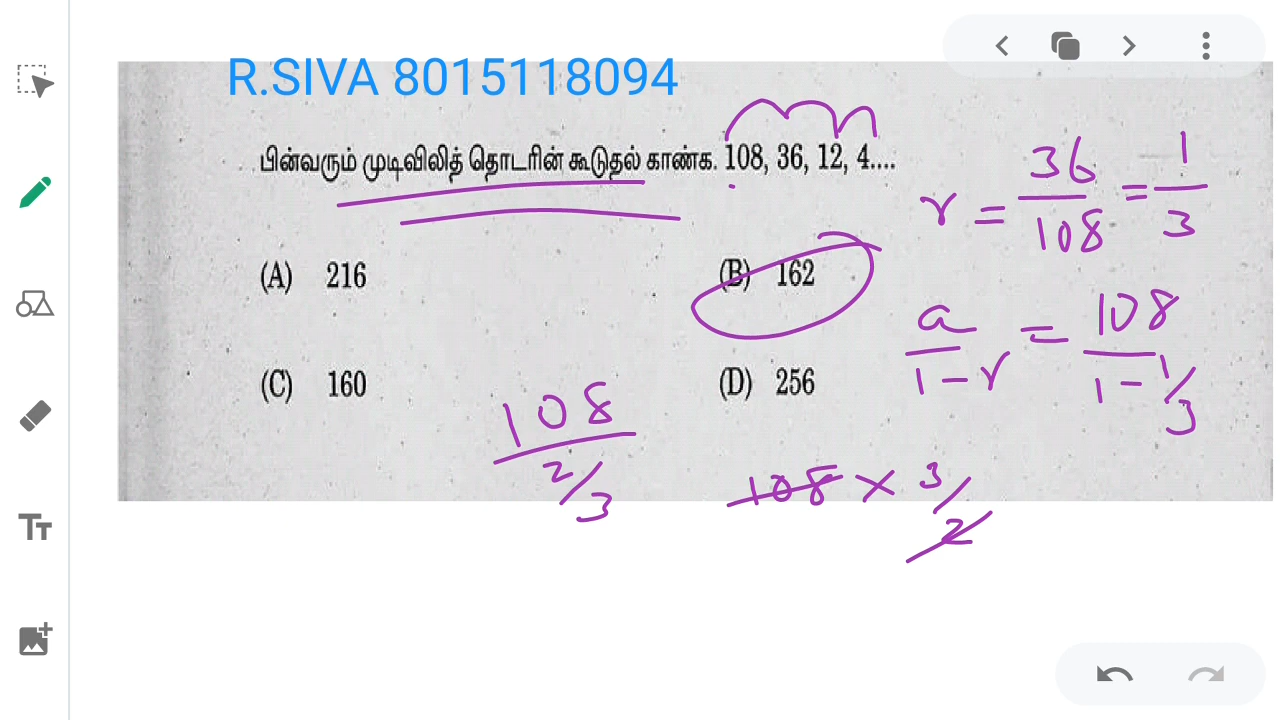 R.SIVA 8015118094
பின்வரும் முடிவிலித் தொடரின் கூடுதல் காண்க. 108, 36, 12, 4....
(A) 216 (B) 162
(C) 160 (D) 256
r = 36/108 = 1/3
a/1-r = 108/1-1/3
108/2/3
108 × 3/2
Tт